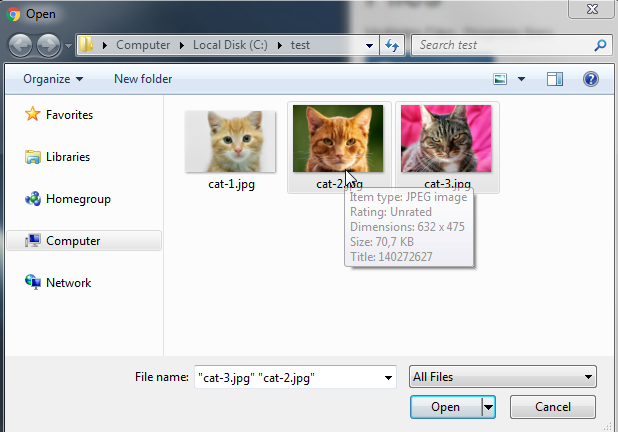 Open
Computer
Local Disk (C:)
test
Search test
Organize
New folder
Favorites
Libraries
Homegroup
Computer
Network
cat-1.jpg
cat-2.jpg
cat-3.jpg
Item type: JPEG image
Rating: Unrated
Dimensions: 632 x 475
Size: 70,7 KB
Title: 140272627
File name:
"cat-3.jpg" "cat-2.jpg"
All Files
Open
Cancel